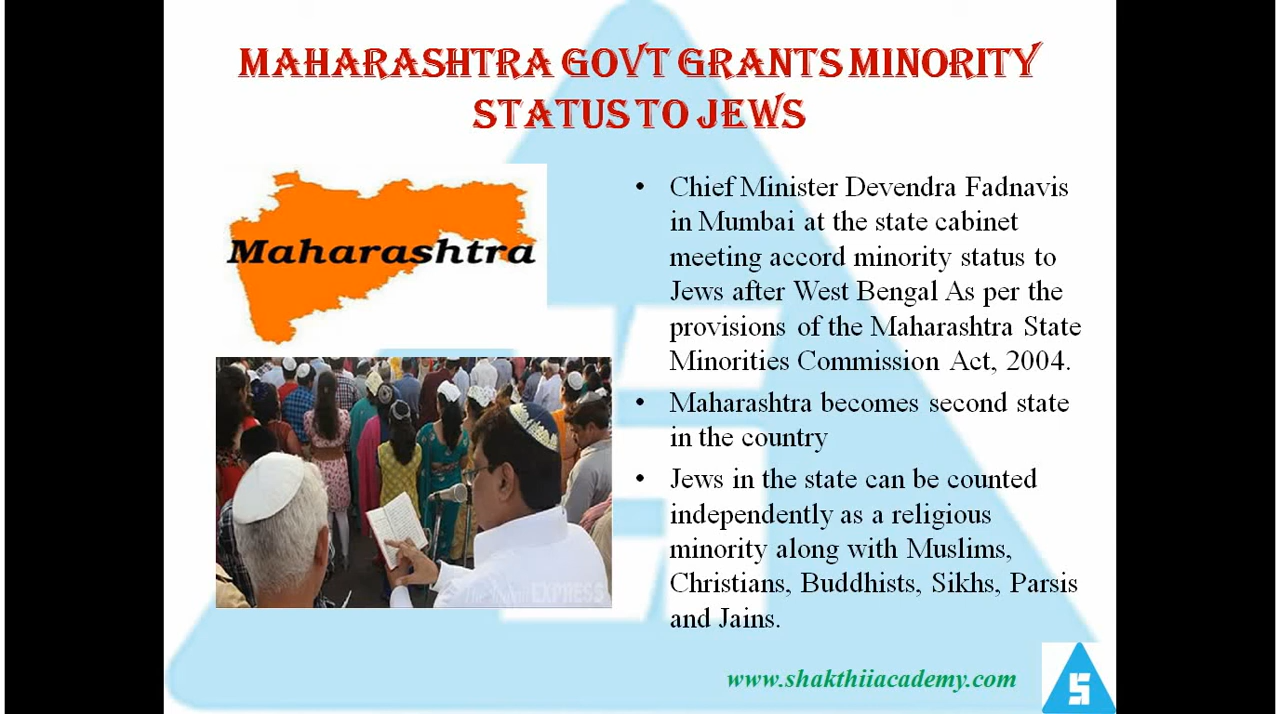 MAHARASHTRA GOVT GRANTS MINORITY
STATUS TO JEWS
Maharashtra
• Chief Minister Devendra Fadnavis
in Mumbai at the state cabinet
meeting accord minority status to
Jews after West Bengal As per the
provisions of the Maharashtra State
Minorities Commission Act, 2004.
• Maharashtra becomes second state
in the country
• Jews in the state can be counted
independently as a religious
minority along with Muslims,
Christians, Buddhists, Sikhs, Parsis
and Jains.
EXPRESS
www.shakthiiacademy.com
S